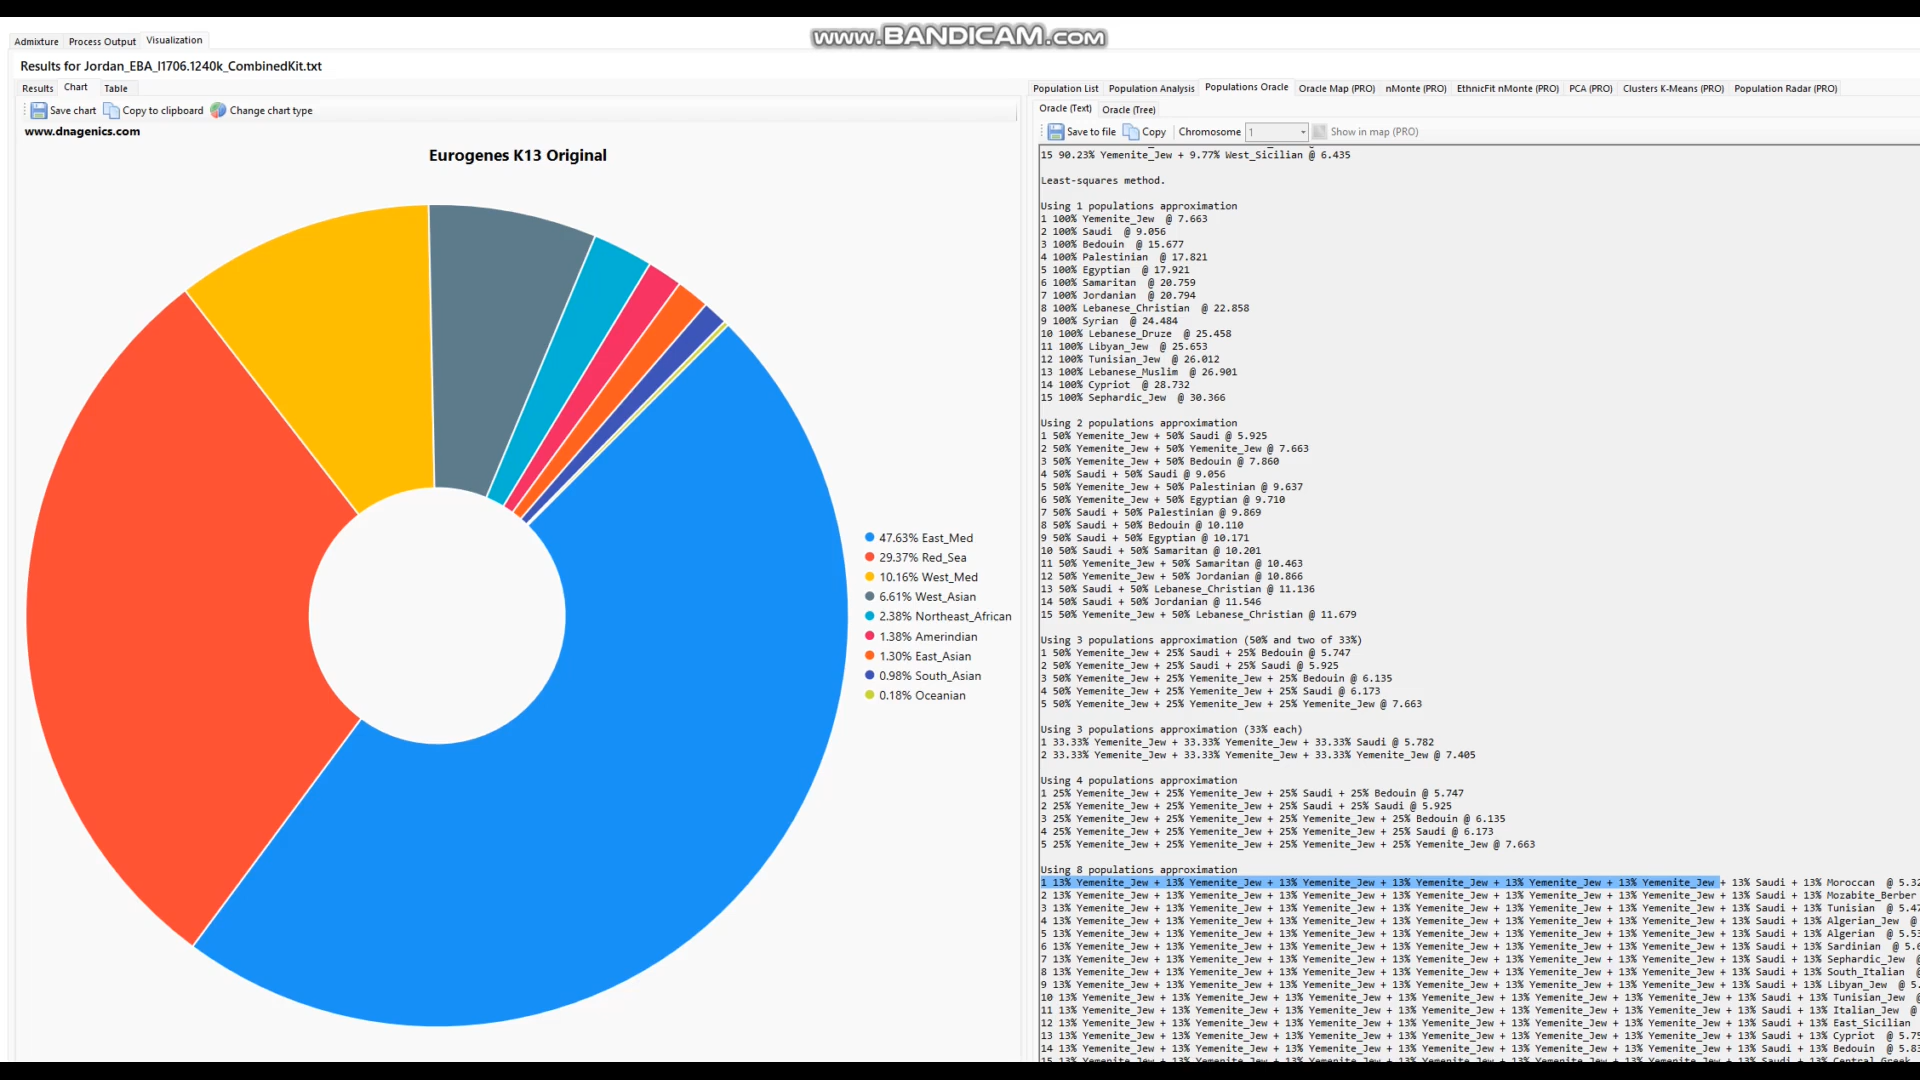 www.BANDICAM.com
Admixture Process Output Visualization
Results for Jordan_EBA_I1706.1240k_CombinedKit.txt
Results Chart Table
Save chart Copy to clipboard Change chart type
www.dnagenics.com
Eurogenes K13 Original
47.63% East_Med
29.37% Red_Sea
10.16% West_Med
6.61% West_Asian
2.38% Northeast_African
1.38% Amerindian
1.30% East_Asian
0.98% South_Asian
0.18% Oceanian
Population List Population Analysis Populations Oracle Oracle Map (PRO) nMonte (PRO) EthnicFit nMonte (PRO) PCA (PRO) Clusters K-Means (PRO) Population Radar (PRO)
Oracle (Text) Oracle (Tree)
Save to file Copy Chromosome 1 Show in map (PRO)
15 90.23% Yemenite_Jew + 9.77% West_Sicilian @ 6.435
Least-squares method.
Using 1 populations approximation
1 100% Yemenite_Jew @ 7.663
2 100% Saudi @ 9.056
3 100% Bedouin @ 15.677
4 100% Palestinian @ 17.821
5 100% Egyptian @ 17.921
6 100% Samaritan @ 20.759
7 100% Jordanian @ 20.794
8 100% Lebanese_Christian @ 22.858
9 100% Syrian @ 24.484
10 100% Lebanese_Druze @ 25.458
11 100% Libyan_Jew @ 25.653
12 100% Tunisian_Jew @ 26.012
13 100% Lebanese_Muslim @ 26.901
14 100% Cypriot @ 28.732
15 100% Sephardic_Jew @ 30.366
Using 2 populations approximation
1 50% Yemenite_Jew + 50% Saudi @ 5.925
2 50% Yemenite_Jew + 50% Yemenite_Jew @ 7.663
3 50% Yemenite_Jew + 50% Bedouin @ 7.860
4 50% Saudi + 50% Saudi @ 9.056
5 50% Yemenite_Jew + 50% Palestinian @ 9.637
6 50% Yemenite_Jew + 50% Egyptian @ 9.710
7 50% Saudi + 50% Palestinian @ 9.869
8 50% Saudi + 50% Bedouin @ 10.110
9 50% Saudi + 50% Egyptian @ 10.171
10 50% Saudi + 50% Samaritan @ 10.201
11 50% Yemenite_Jew + 50% Samaritan @ 10.463
12 50% Yemenite_Jew + 50% Jordanian @ 10.866
13 50% Saudi + 50% Lebanese_Christian @ 11.136
14 50% Saudi + 50% Jordanian @ 11.546
15 50% Yemenite_Jew + 50% Lebanese_Christian @ 11.679
Using 3 populations approximation (50% and two of 33%)
1 50% Yemenite_Jew + 25% Saudi + 25% Bedouin @ 5.747
2 50% Yemenite_Jew + 25% Saudi + 25% Saudi @ 5.925
3 50% Yemenite_Jew + 25% Yemenite_Jew + 25% Bedouin @ 6.135
4 50% Yemenite_Jew + 25% Yemenite_Jew + 25% Saudi @ 6.173
5 50% Yemenite_Jew + 25% Yemenite_Jew + 25% Yemenite_Jew @ 7.663
Using 3 populations approximation (33% each)
1 33.33% Yemenite_Jew + 33.33% Yemenite_Jew + 33.33% Saudi @ 5.782
2 33.33% Yemenite_Jew + 33.33% Yemenite_Jew + 33.33% Yemenite_Jew @ 7.405
Using 4 populations approximation
1 25% Yemenite_Jew + 25% Yemenite_Jew + 25% Saudi + 25% Bedouin @ 5.747
2 25% Yemenite_Jew + 25% Yemenite_Jew + 25% Saudi + 25% Saudi @ 5.925
3 25% Yemenite_Jew + 25% Yemenite_Jew + 25% Yemenite_Jew + 25% Bedouin @ 6.135
4 25% Yemenite_Jew + 25% Yemenite_Jew + 25% Yemenite_Jew + 25% Saudi @ 6.173
5 25% Yemenite_Jew + 25% Yemenite_Jew + 25% Yemenite_Jew + 25% Yemenite_Jew @ 7.663
Using 8 populations approximation
1 13% Yemenite_Jew + 13% Yemenite_Jew + 13% Yemenite_Jew + 13% Yemenite_Jew + 13% Yemenite_Jew + 13% Yemenite_Jew + 13% Saudi + 13% Moroccan @ 5.32
2 13% Yemenite_Jew + 13% Yemenite_Jew + 13% Yemenite_Jew + 13% Yemenite_Jew + 13% Yemenite_Jew + 13% Yemenite_Jew + 13% Saudi + 13% Mozabite_Berber
3 13% Yemenite_Jew + 13% Yemenite_Jew + 13% Yemenite_Jew + 13% Yemenite_Jew + 13% Yemenite_Jew + 13% Yemenite_Jew + 13% Saudi + 13% Tunisian @ 5.47
4 13% Yemenite_Jew + 13% Yemenite_Jew + 13% Yemenite_Jew + 13% Yemenite_Jew + 13% Yemenite_Jew + 13% Yemenite_Jew + 13% Saudi + 13% Algerian_Jew @
5 13% Yemenite_Jew + 13% Yemenite_Jew + 13% Yemenite_Jew + 13% Yemenite_Jew + 13% Yemenite_Jew + 13% Yemenite_Jew + 13% Saudi + 13% Algerian @ 5.53
6 13% Yemenite_Jew + 13% Yemenite_Jew + 13% Yemenite_Jew + 13% Yemenite_Jew + 13% Yemenite_Jew + 13% Yemenite_Jew + 13% Saudi + 13% Sardinian @ 5.6
7 13% Yemenite_Jew + 13% Yemenite_Jew + 13% Yemenite_Jew + 13% Yemenite_Jew + 13% Yemenite_Jew + 13% Yemenite_Jew + 13% Saudi + 13% Sephardic_Jew @
8 13% Yemenite_Jew + 13% Yemenite_Jew + 13% Yemenite_Jew + 13% Yemenite_Jew + 13% Yemenite_Jew + 13% Yemenite_Jew + 13% Saudi + 13% South_Italian @
9 13% Yemenite_Jew + 13% Yemenite_Jew + 13% Yemenite_Jew + 13% Yemenite_Jew + 13% Yemenite_Jew + 13% Yemenite_Jew + 13% Saudi + 13% Libyan_Jew @ 5.
10 13% Yemenite_Jew + 13% Yemenite_Jew + 13% Yemenite_Jew + 13% Yemenite_Jew + 13% Yemenite_Jew + 13% Yemenite_Jew + 13% Saudi + 13% Tunisian_Jew @
11 13% Yemenite_Jew + 13% Yemenite_Jew + 13% Yemenite_Jew + 13% Yemenite_Jew + 13% Yemenite_Jew + 13% Yemenite_Jew + 13% Saudi + 13% Italian_Jew @
12 13% Yemenite_Jew + 13% Yemenite_Jew + 13% Yemenite_Jew + 13% Yemenite_Jew + 13% Yemenite_Jew + 13% Yemenite_Jew + 13% Saudi + 13% East_Sicilian
13 13% Yemenite_Jew + 13% Yemenite_Jew + 13% Yemenite_Jew + 13% Yemenite_Jew + 13% Yemenite_Jew + 13% Yemenite_Jew + 13% Saudi + 13% Cypriot @ 5.75
14 13% Yemenite_Jew + 13% Yemenite_Jew + 13% Yemenite_Jew + 13% Yemenite_Jew + 13% Yemenite_Jew + 13% Yemenite_Jew + 13% Saudi + 13% Bedouin @ 5.83
15 13% Yemenite_Jew + 13% Yemenite_Jew + 13% Yemenite_Jew + 13% Yemenite_Jew + 13% Yemenite_Jew + 13% Yemenite_Jew + 13% Saudi + 13% Central_Greek